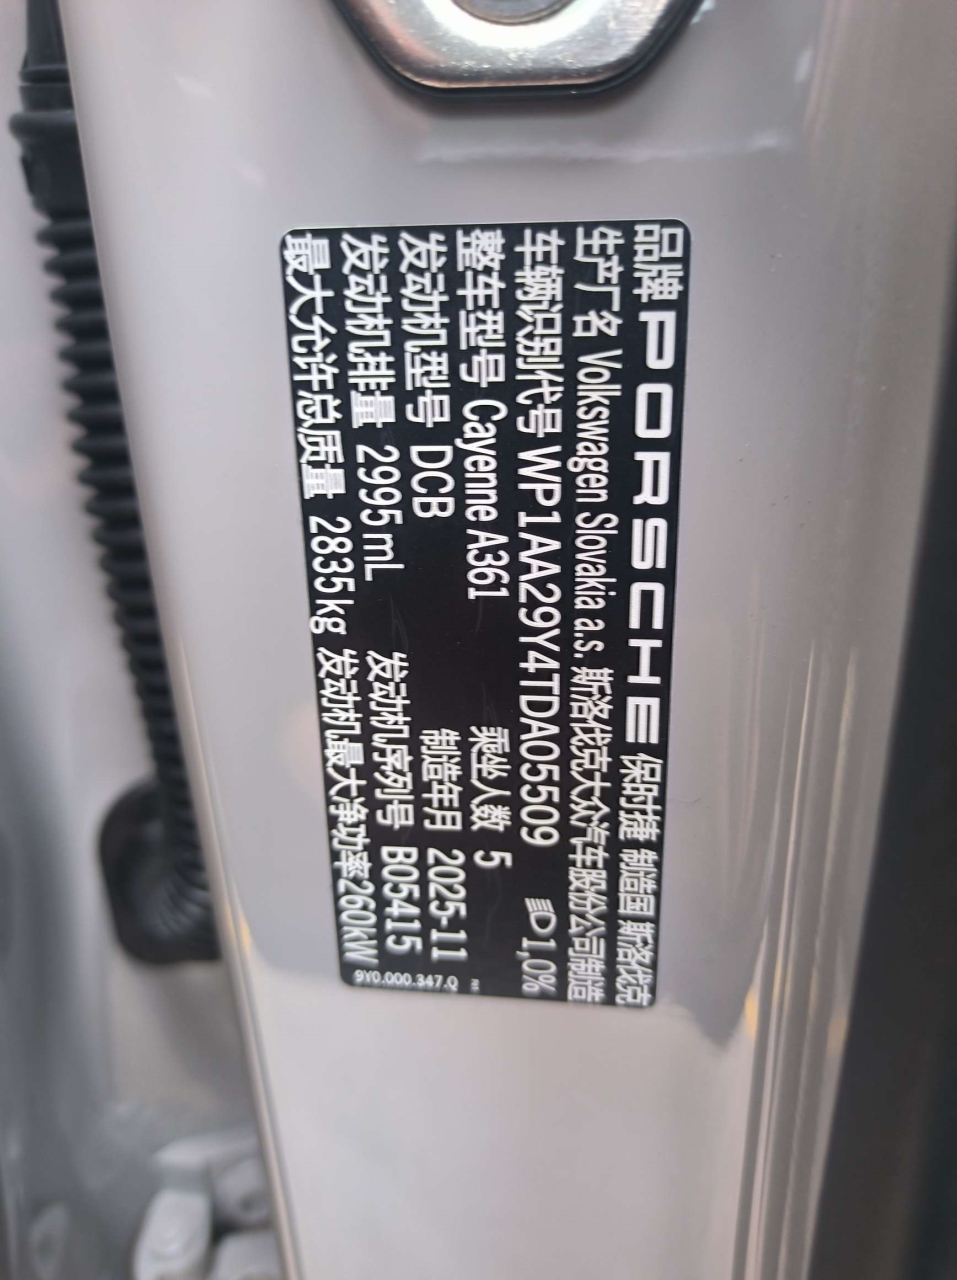 品牌 PORSCHE 保时捷 制造国 斯洛伐克
生产厂名 Volkswagen Slovakia a.s. 斯洛伐克大众汽车股份公司制造
车辆识别代号 WP1AA29Y4TDA05509 1,0%
整车型号 Cayenne A361 乘坐人数 5
发动机型号 DCB 制造年月 2025-11
发动机排量 2995mL 发动机序列号 B05415
最大允许总质量 2835kg 发动机最大净功率260kW
9Y0.000.347.Q